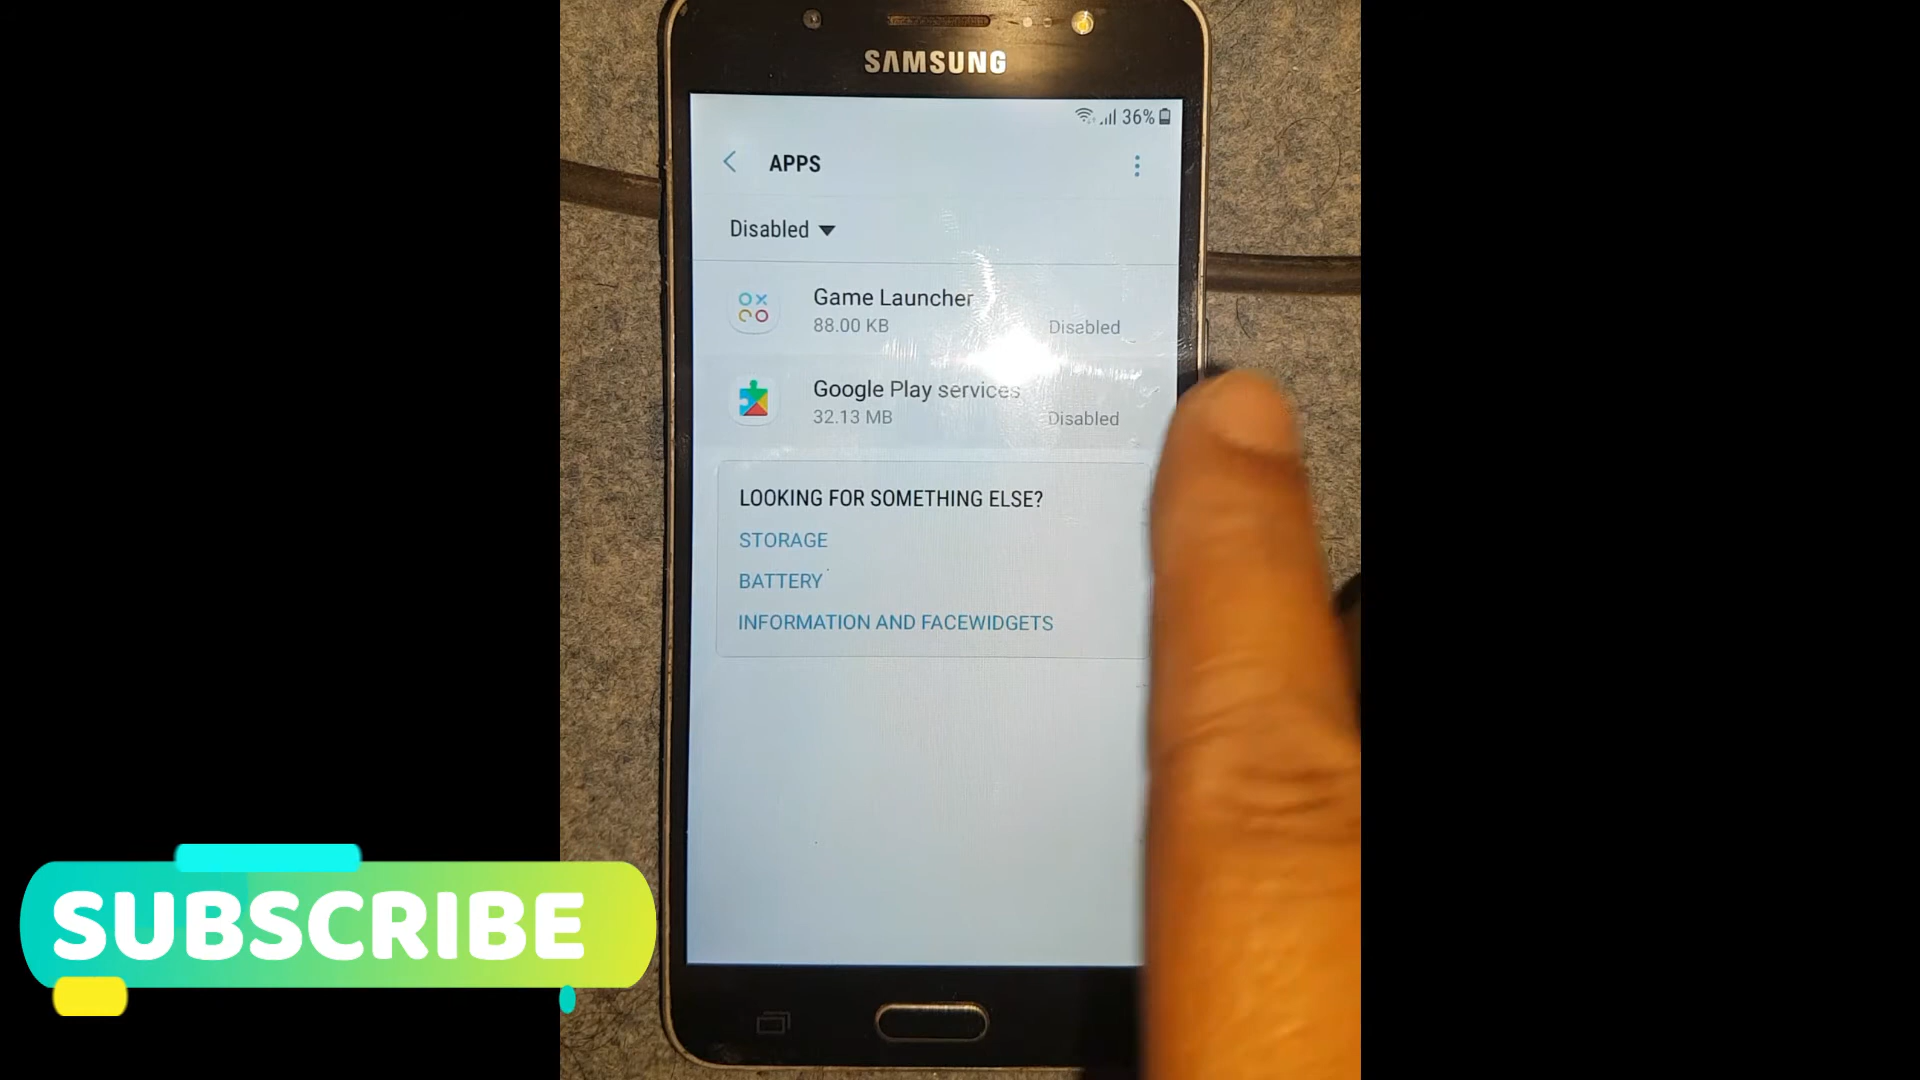 SAMSUNG
36%
APPS
Disabled
Game Launcher
88.00 KB
Disabled
Google Play services
32.13 MB
Disabled
LOOKING FOR SOMETHING ELSE?
STORAGE
BATTERY
INFORMATION AND FACEWIDGETS
SUBSCRIBE